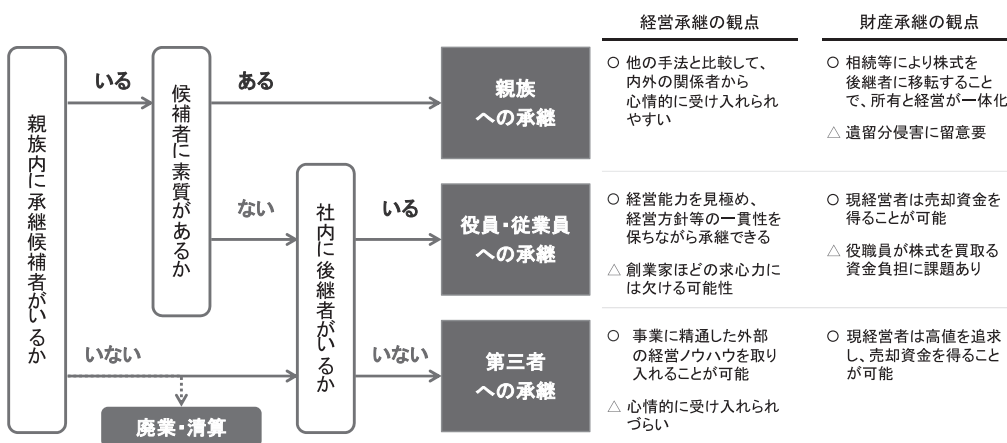 経営承継の観点
財産承継の観点
親族内に承継候補者がいるか
いる
候補者に素質があるか
ある
親族
への承継
○ 他の手法と比較して、
内外の関係者から
心情的に受け入れられ
やすい
○ 相続等により株式を
後継者に移転すること
で、所有と経営が一体化
△ 遺留分侵害に留意要
ない
社内に後継者がいるか
いる
役員・従業員
への承継
○ 経営能力を見極め、
経営方針等の一貫性を
保ちながら承継できる
△ 創業家ほどの求心力に
は欠ける可能性
○ 現経営者は売却資金を
得ることが可能
△ 役職員が株式を買取る
資金負担に課題あり
いない
いない
第三者
への承継
○ 事業に精通した外部
の経営ノウハウを取り
入れることが可能
△ 心情的に受け入れられ
づらい
○ 現経営者は高値を追求
し、売却資金を得ること
が可能
廃業・清算